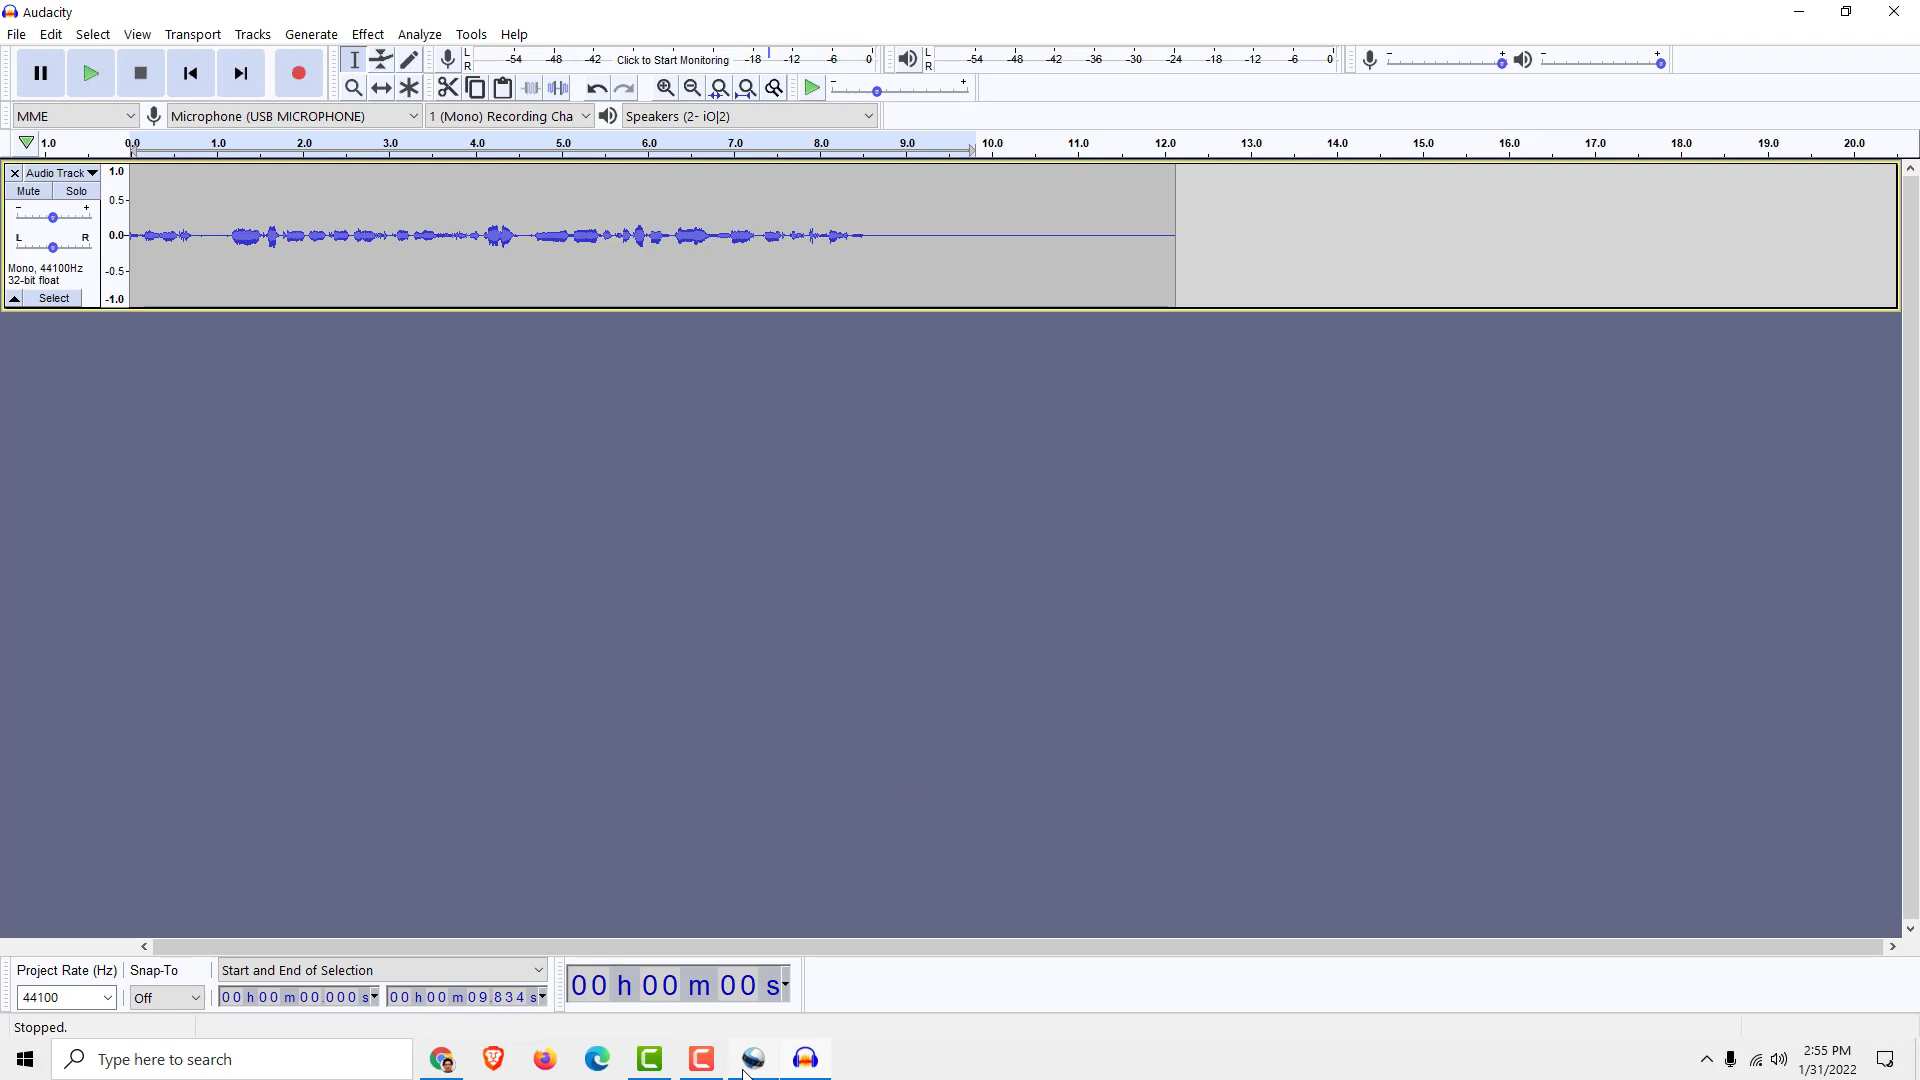 Audacity
File Edit Select View Transport Tracks Generate Effect Analyze Tools Help
L R -54 -48 -42 Click to Start Monitoring -18 -12 -6 0 L R -54 -48 -42 -36 -30 -24 -18 -12 -6 0
MME Microphone (USB MICROPHONE) 1 (Mono) Recording Cha Speakers (2- iO|2)
1.0 0.0 1.0 2.0 3.0 4.0 5.0 6.0 7.0 8.0 9.0 10.0 11.0 12.0 13.0 14.0 15.0 16.0 17.0 18.0 19.0 20.0
Audio Track 1.0
Mute Solo
0.5
L R 0.0
Mono, 44100Hz
32-bit float
-0.5
Select -1.0
Project Rate (Hz) Snap-To Start and End of Selection
44100 Off 00 h 00 m 00.000 s 00 h 00 m 09.834 s 00 h 00 m 00 s
Stopped.
Type here to search
2:55 PM
1/31/2022